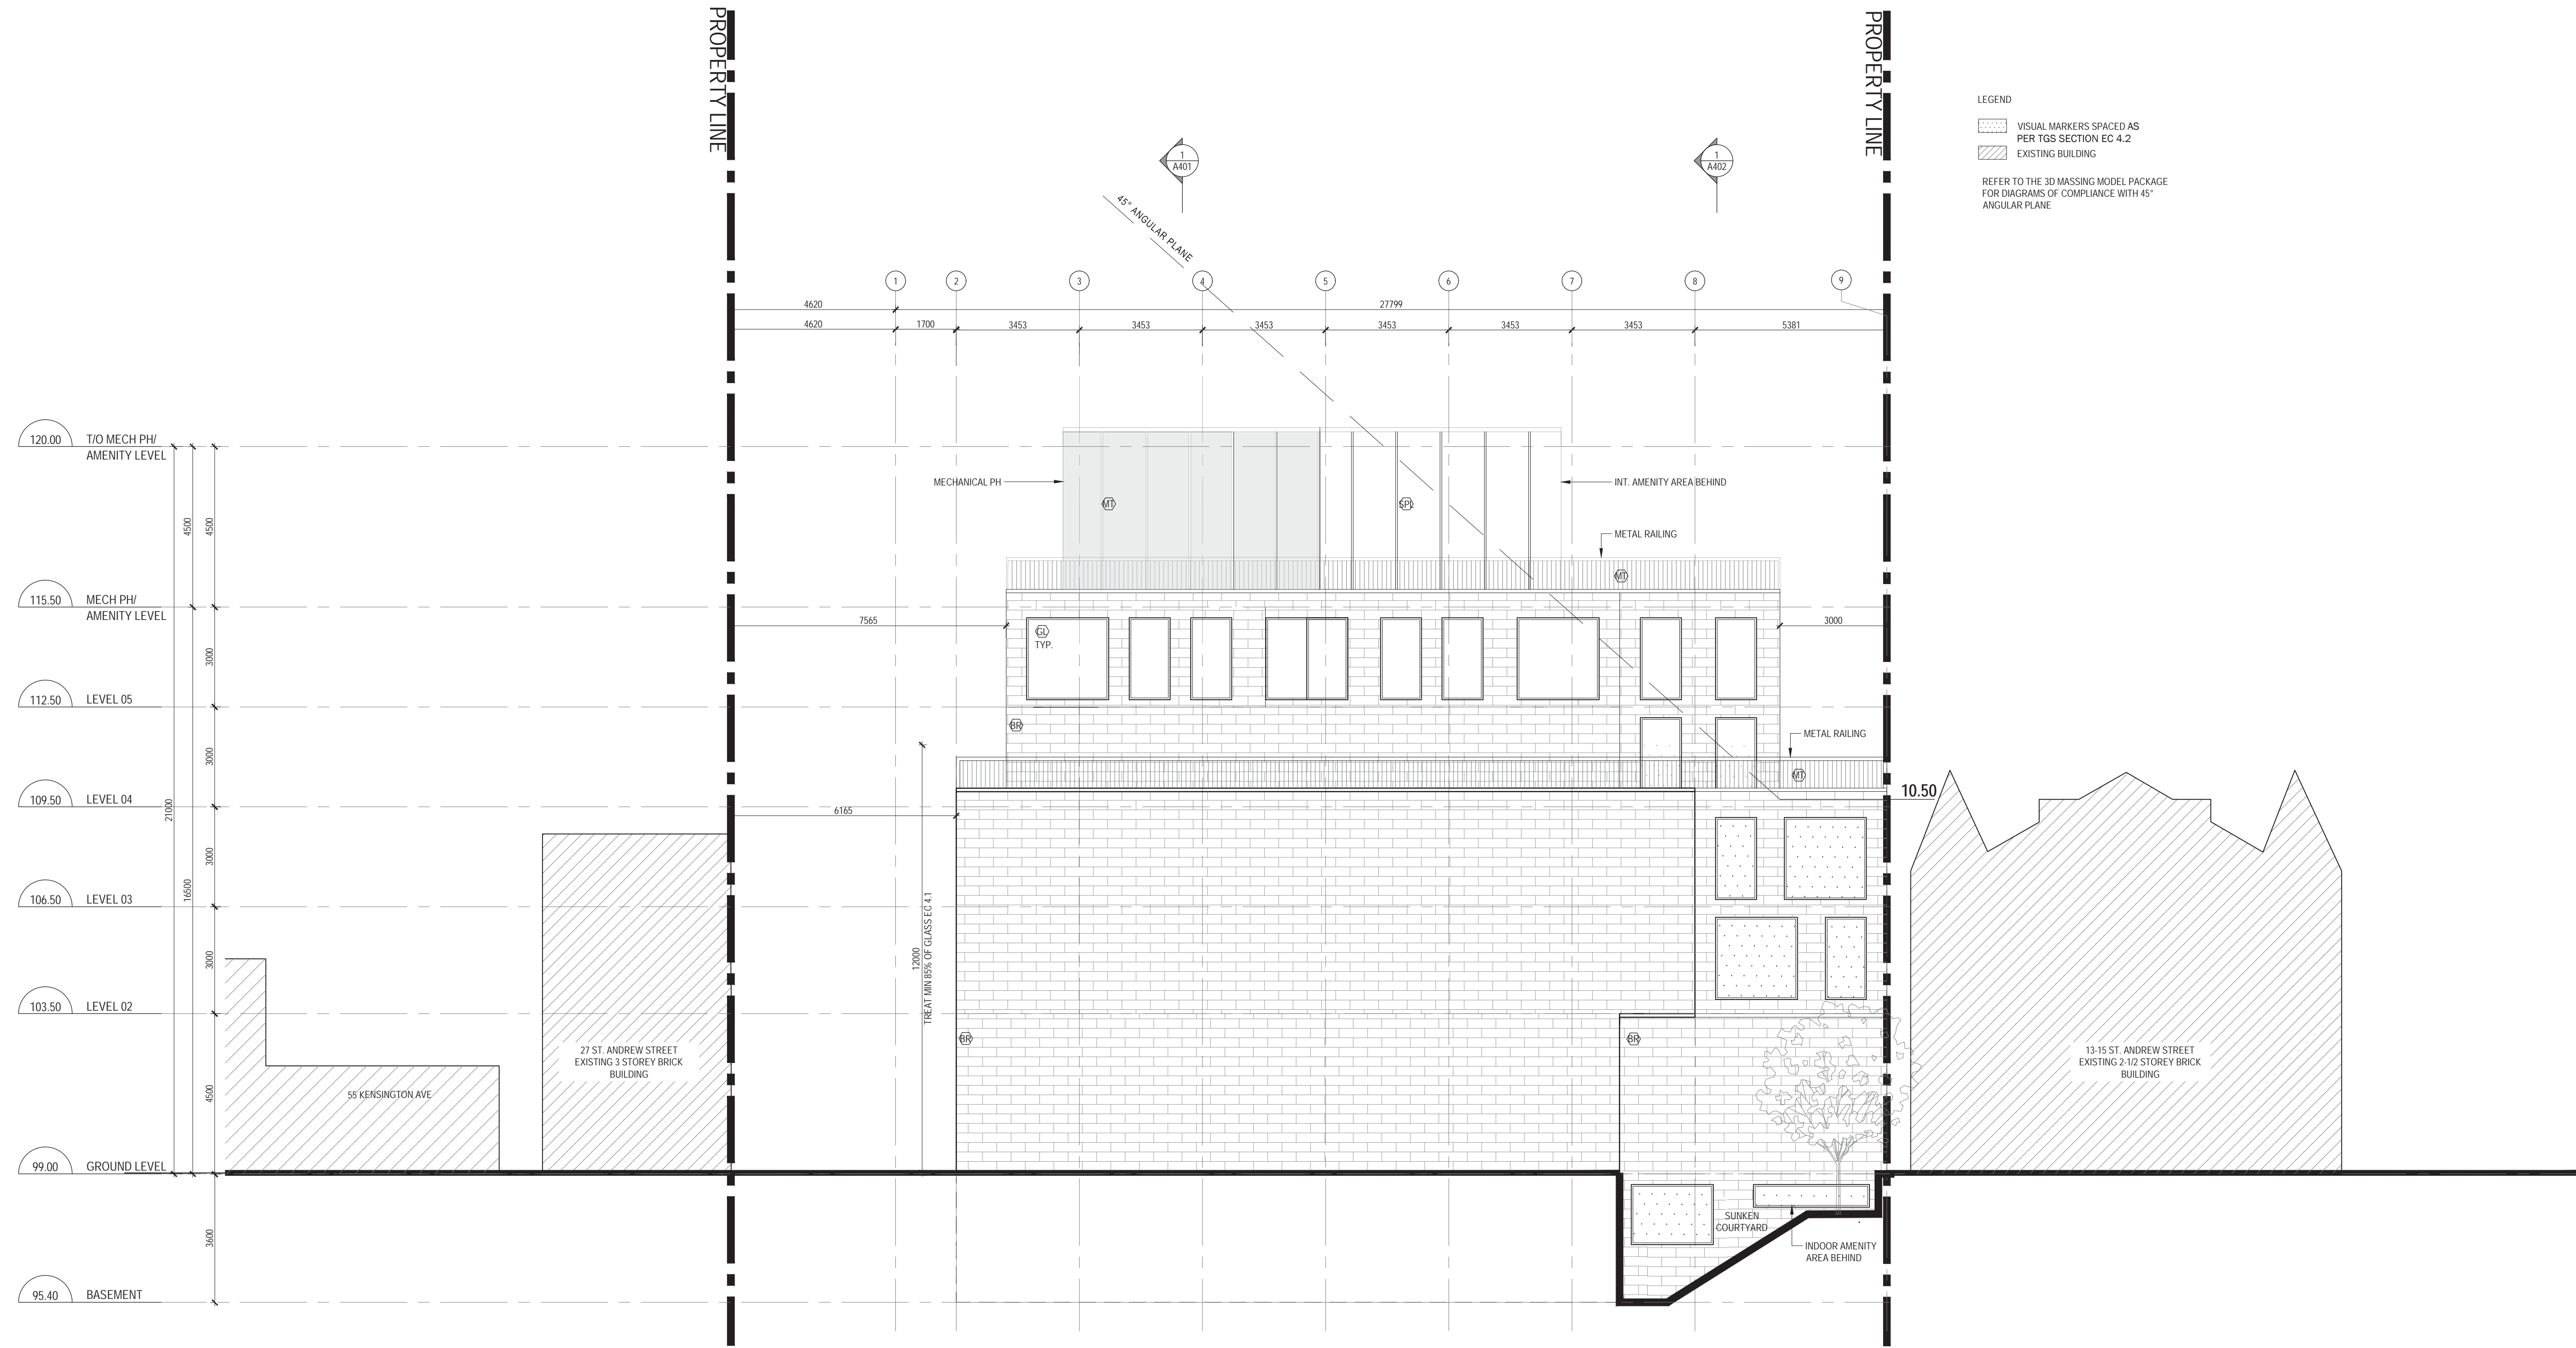 PROPERTY LINE
PROPERTY LINE
LEGEND
VISUAL MARKERS SPACED AS
PER TGS SECTION EC 4.2
EXISTING BUILDING
REFER TO THE 3D MASSING MODEL PACKAGE
FOR DIAGRAMS OF COMPLIANCE WITH 45°
ANGULAR PLANE
1
A401
1
A402
45° ANGULAR PLANE
1 2 3 4 5 6 7 8 9
4620 27799
4620 1700 3453 3453 3453 3453 3453 3453 5381
120.00 T/O MECH PH/
AMENITY LEVEL
MECHANICAL PH
INT. AMENITY AREA BEHIND
MT
SPL
4500
4500
METAL RAILING
MT
115.50 MECH PH/
AMENITY LEVEL
7565
3000
GL
TYP.
3000
112.50 LEVEL 05
BR
METAL RAILING
3000
MT
109.50 LEVEL 04
10.50
21000
6165
3000
16500
106.50 LEVEL 03
3000
12000
TREAT MIN 85% OF GLASS EC 4.1
103.50 LEVEL 02
BR
BR
27 ST. ANDREW STREET
EXISTING 3 STOREY BRICK
BUILDING
13-15 ST. ANDREW STREET
EXISTING 2-1/2 STOREY BRICK
BUILDING
55 KENSINGTON AVE
4500
99.00 GROUND LEVEL
3600
SUNKEN
COURTYARD
INDOOR AMENITY
AREA BEHIND
95.40 BASEMENT